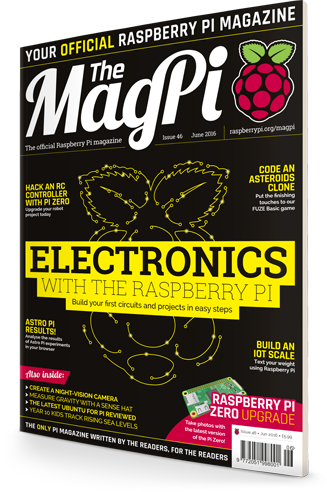 YOUR OFFICIAL RASPBERRY PI MAGAZINE
The
MagPi
The official Raspberry Pi magazine
Issue 46
June 2016
raspberrypi.org/magpi
HACK AN RC
CONTROLLER
WITH PI ZERO
Upgrade your robot
project today
CODE AN
ASTEROIDS
CLONE
Put the finishing
touches to our
FUZE Basic game
ELECTRONICS
WITH THE RASPBERRY PI
Build your first circuits and projects in easy steps
ASTRO PI
RESULTS!
Analyse the results
of Astro Pi experiments
in your browser
BUILD AN
IOT SCALE
Text your weight
using Raspberry Pi
Also inside:
CREATE A NIGHT-VISION CAMERA
MEASURE GRAVITY WITH A SENSE HAT
THE LATEST UBUNTU FOR PI REVIEWED
YEAR 10 KIDS TRACK RISING SEA LEVELS
RASPBERRY PI
ZERO UPGRADE
Take photos with
the latest version
of the Pi Zero!
Issue 46 • Jun 2016 • £5.99
THE ONLY PI MAGAZINE WRITTEN BY THE READERS, FOR THE READERS
06
9 772051 998001